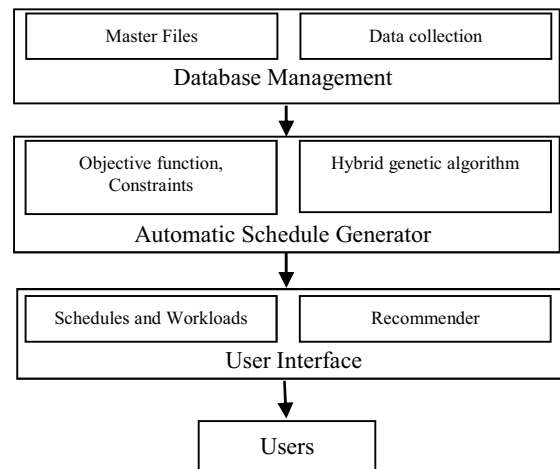 Master Files
Data collection
Database Management
Objective function,
Constraints
Hybrid genetic algorithm
Automatic Schedule Generator
Schedules and Workloads
Recommender
User Interface
Users